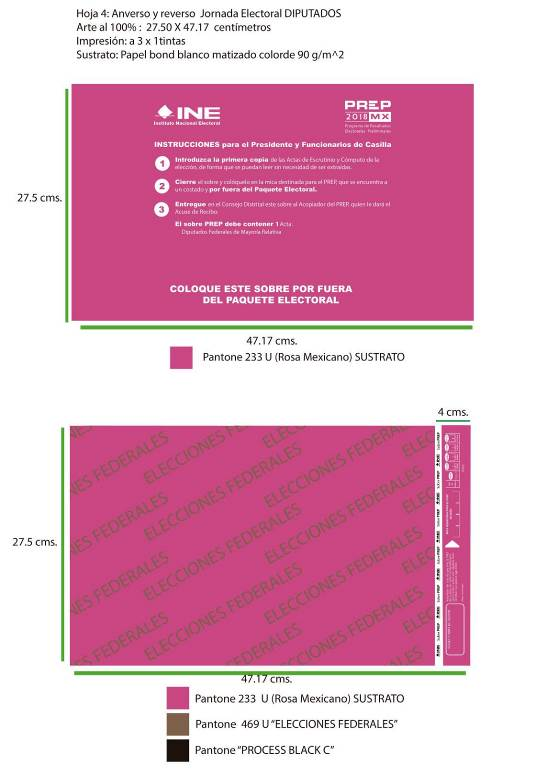 Hoja 4: Anverso y reverso Jornada Electoral DIPUTADOS
Arte al 100% : 27.50 X 47.17 centímetros
Impresión: a 3 x 1tintas
Sustrato: Papel bond blanco matizado colorde 90 g/m^2
INE
Instituto Nacional Electoral
PREP
2018 MX
Programa de Resultados
Electorales Preliminares
INSTRUCCIONES para el Presidente y Funcionarios de Casilla
1 Introduzca la primera copia de las Actas de Escrutinio y Cómputo de la
elección, de forma que se puedan leer sin necesidad de ser extraídas.
2 Cierre el sobre y colóquelo en la mica destinada para el PREP, que se encuentra a
un costado y por fuera del Paquete Electoral.
3 Entregue en el Consejo Distrital este sobre al Acopiador del PREP, quien le dará el
Acuse de Recibo.
El sobre PREP debe contener 1 Acta:
Diputados Federales de Mayoría Relativa
COLOQUE ESTE SOBRE POR FUERA
DEL PAQUETE ELECTORAL
27.5 cms.
47.17 cms.
Pantone 233 U (Rosa Mexicano) SUSTRATO
4 cms.
ELECCIONES FEDERALES
ELECCIONES FEDERALES
ELECCIONES FEDERALES
ELECCIONES FEDERALES
ELECCIONES FEDERALES
ELECCIONES FEDERALES
27.5 cms.
47.17 cms.
Pantone 233 U (Rosa Mexicano) SUSTRATO
Pantone 469 U "ELECCIONES FEDERALES"
Pantone "PROCESS BLACK C"